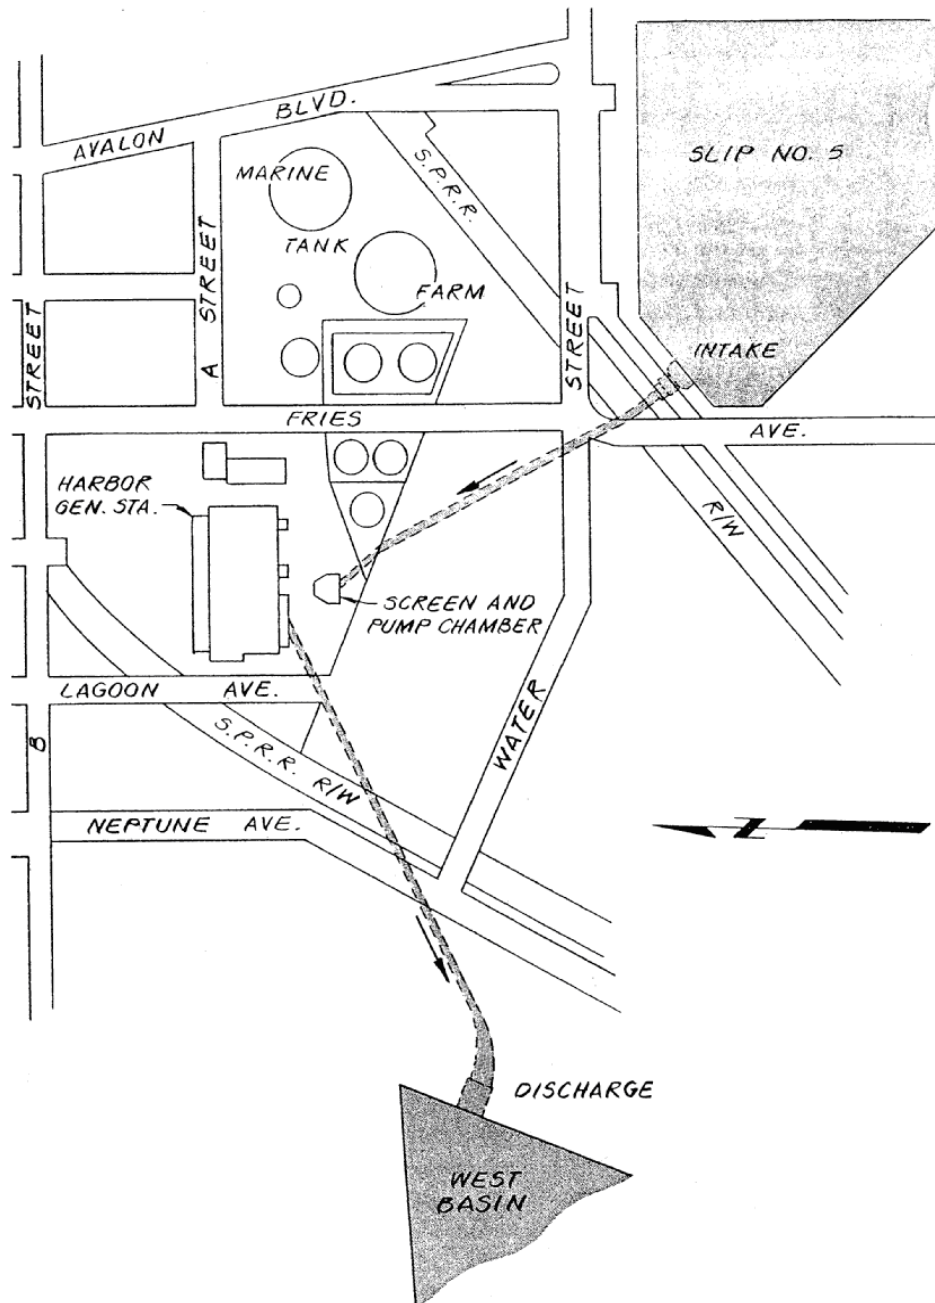 AVALON BLVD.
SLIP NO. 5
MARINE
TANK
FARM
S.P.R.R.
A STREET
STREET
STREET
INTAKE
FRIES
AVE.
HARBOR
GEN. STA.
R/W
SCREEN AND
PUMP CHAMBER
LAGOON AVE.
B
S.P.R.R. R/W
WATER
NEPTUNE AVE.
N
DISCHARGE
WEST
BASIN